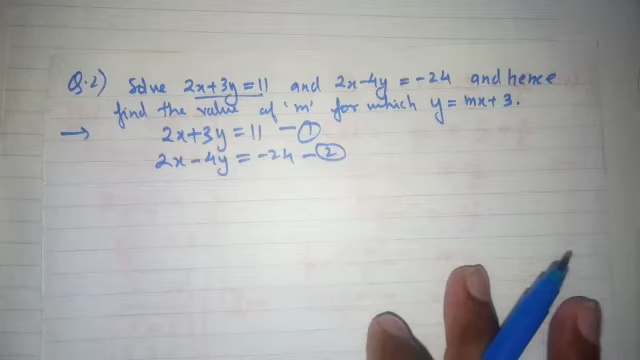 Q.2) Solve 2x+3y=11 and 2x-4y=-24 and hence
find the value of 'm' for which y=mx+3.
→ 2x+3y=11 — ①
2x-4y=-24 — ②